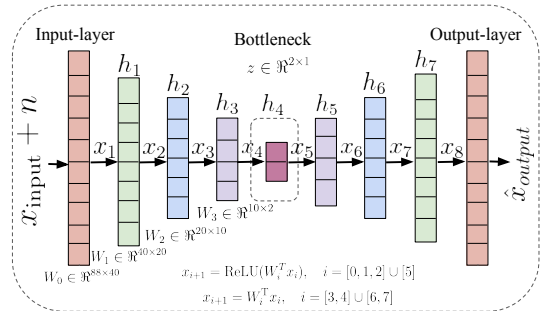 Input-layer
Bottleneck
Output-layer
z ∈ ℜ^{2×1}
h_1
h_2
h_3
h_4
h_5
h_6
h_7
x_input + n
x_1
x_2
x_3
x_4
x_5
x_6
x_7
x_8
x̂_output
W_0 ∈ ℜ^{88×40}
W_1 ∈ ℜ^{40×20}
W_2 ∈ ℜ^{20×10}
W_3 ∈ ℜ^{10×2}
x_{i+1} = ReLU(W_i^T x_i), i = [0, 1, 2] ∪ [5]
x_{i+1} = W_i^T x_i, i = [3, 4] ∪ [6, 7]